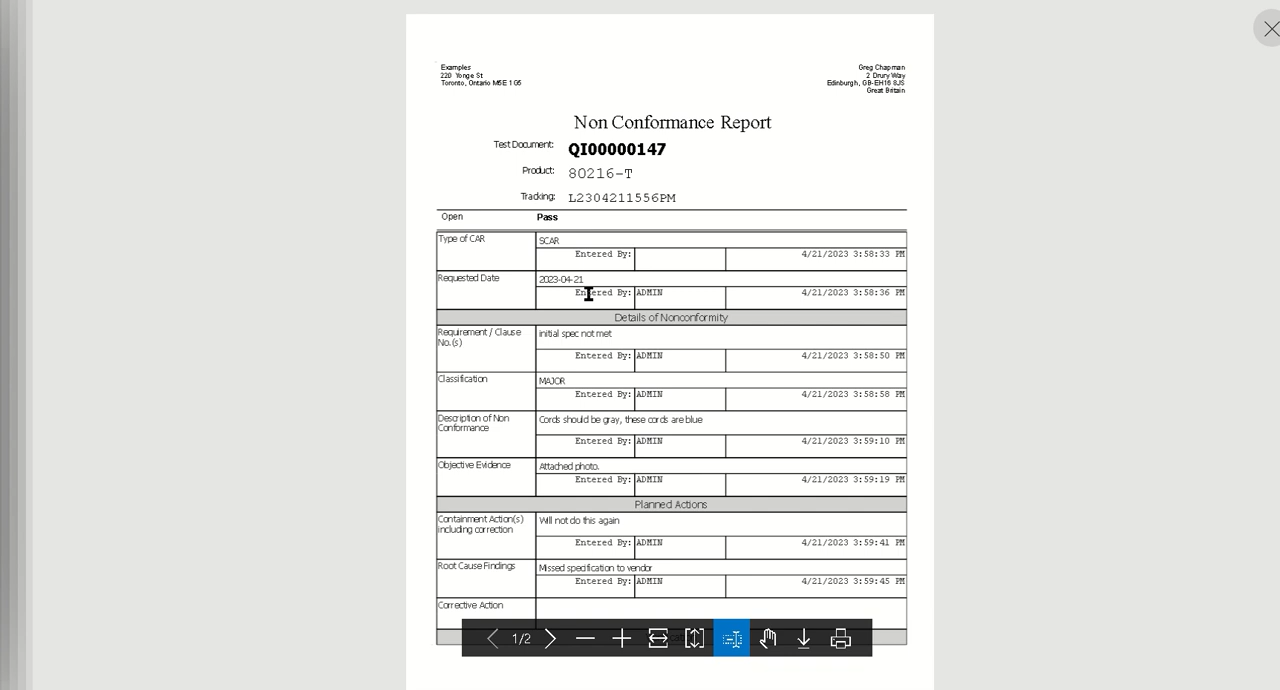 Examples
220 Yonge St
Toronto, Ontario M5E 1G5
Greg Chapman
2 Drury Way
Edinburgh, GB-EH16 8JS
Great Britain
Non Conformance Report
Test Document: QI00000147
Product: 80216-T
Tracking: L2304211556PM
Open Pass
Type of CAR SCAR
Entered By: 4/21/2023 3:58:33 PM
Requested Date 2023-04-21
Entered By: ADMIN 4/21/2023 3:58:36 PM
Details of Nonconformity
Requirement / Clause initial spec not met
No.(s)
Entered By: ADMIN 4/21/2023 3:58:50 PM
Classification MAJOR
Entered By: ADMIN 4/21/2023 3:58:58 PM
Description of Non Cords should be gray, these cords are blue
Conformance
Entered By: ADMIN 4/21/2023 3:59:10 PM
Objective Evidence Attached photo.
Entered By: ADMIN 4/21/2023 3:59:19 PM
Planned Actions
Containment Action(s) Will not do this again
including correction
Entered By: ADMIN 4/21/2023 3:59:41 PM
Root Cause Findings Missed specification to vendor
Entered By: ADMIN 4/21/2023 3:59:45 PM
Corrective Action
1/2